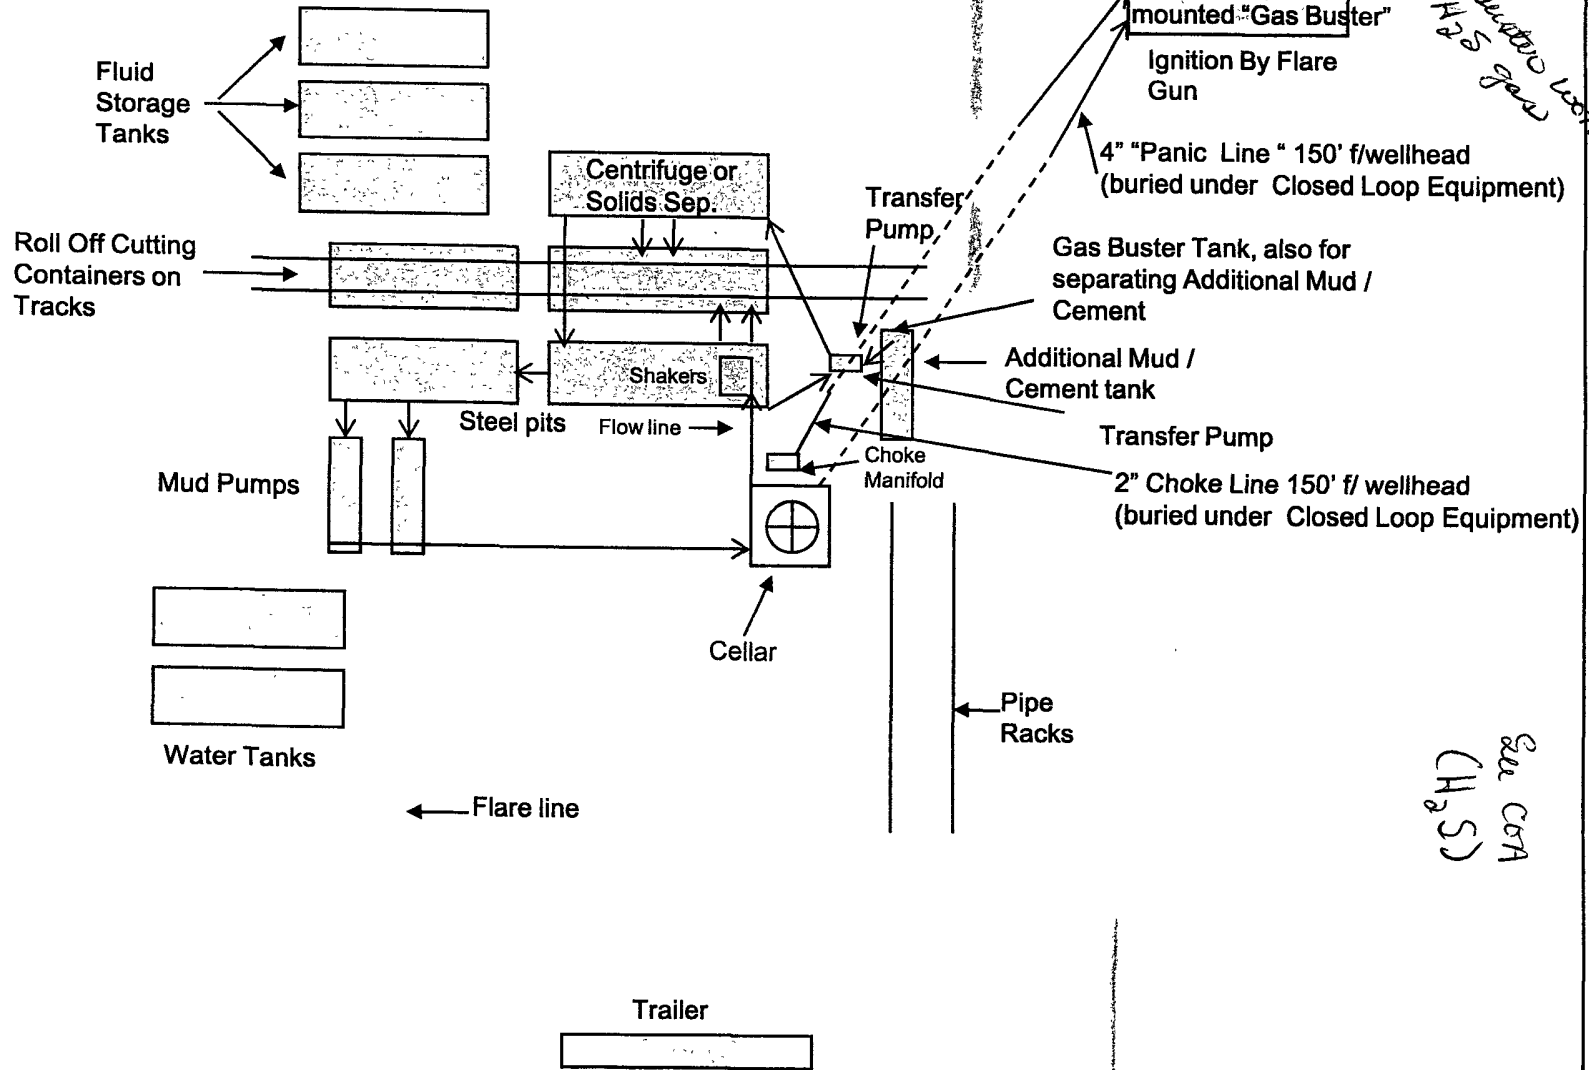 mounted "Gas Buster"
H2S gas
Ignition By Flare
Gun
Fluid
Storage
Tanks
4" "Panic Line " 150' f/wellhead
(buried under Closed Loop Equipment)
Centrifuge or
Solids Sep.
Transfer
Pump
Roll Off Cutting
Containers on
Tracks
Gas Buster Tank, also for
separating Additional Mud /
Cement
Shakers
Additional Mud /
Cement tank
Steel pits
Flow line
Transfer Pump
Choke
Manifold
Mud Pumps
2" Choke Line 150' f/ wellhead
(buried under Closed Loop Equipment)
Cellar
Pipe
Racks
Water Tanks
See COA
(H2S)
Flare line
Trailer